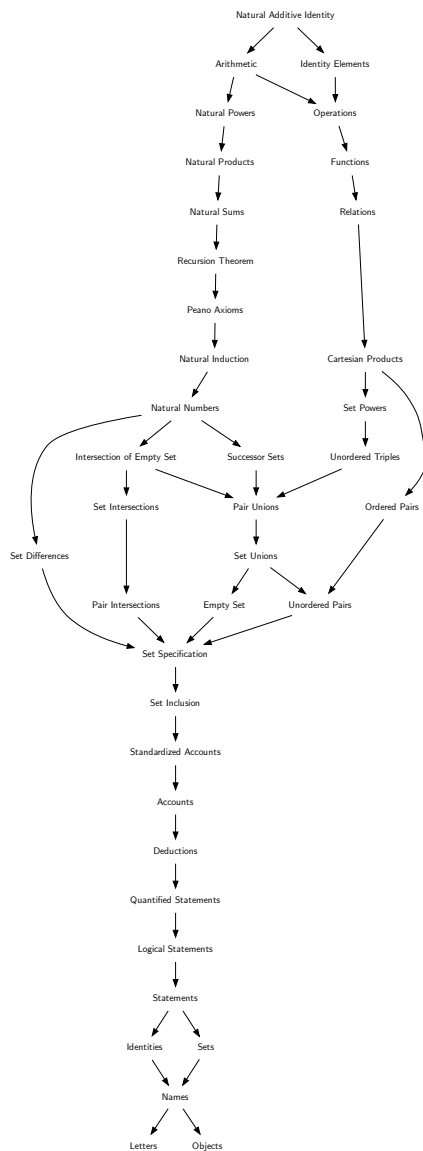 Natural Additive Identity
Arithmetic
Identity Elements
Natural Powers
Operations
Natural Products
Functions
Natural Sums
Relations
Recursion Theorem
Peano Axioms
Natural Induction
Cartesian Products
Natural Numbers
Set Powers
Intersection of Empty Set
Successor Sets
Unordered Triples
Set Intersections
Pair Unions
Ordered Pairs
Set Differences
Set Unions
Pair Intersections
Empty Set
Unordered Pairs
Set Specification
Set Inclusion
Standardized Accounts
Accounts
Deductions
Quantified Statements
Logical Statements
Statements
Identities
Sets
Names
Letters
Objects